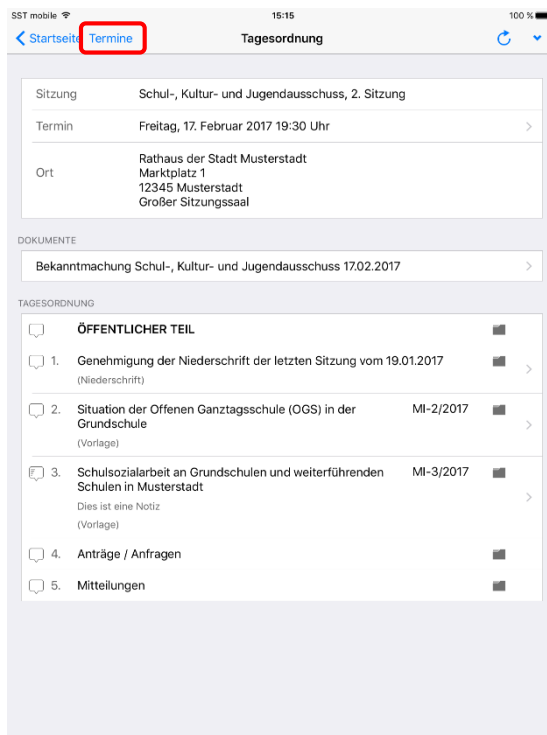 SST mobile 15:15 100 %
Startseite Termine Tagesordnung
Sitzung Schul-, Kultur- und Jugendausschuss, 2. Sitzung
Termin Freitag, 17. Februar 2017 19:30 Uhr
Ort Rathaus der Stadt Musterstadt
Marktplatz 1
12345 Musterstadt
Großer Sitzungssaal
DOKUMENTE
Bekanntmachung Schul-, Kultur- und Jugendausschuss 17.02.2017
TAGESORDNUNG
ÖFFENTLICHER TEIL
1. Genehmigung der Niederschrift der letzten Sitzung vom 19.01.2017
(Niederschrift)
2. Situation der Offenen Ganztagsschule (OGS) in der MI-2/2017
Grundschule
(Vorlage)
3. Schulsozialarbeit an Grundschulen und weiterführenden MI-3/2017
Schulen in Musterstadt
Dies ist eine Notiz
(Vorlage)
4. Anträge / Anfragen
5. Mitteilungen